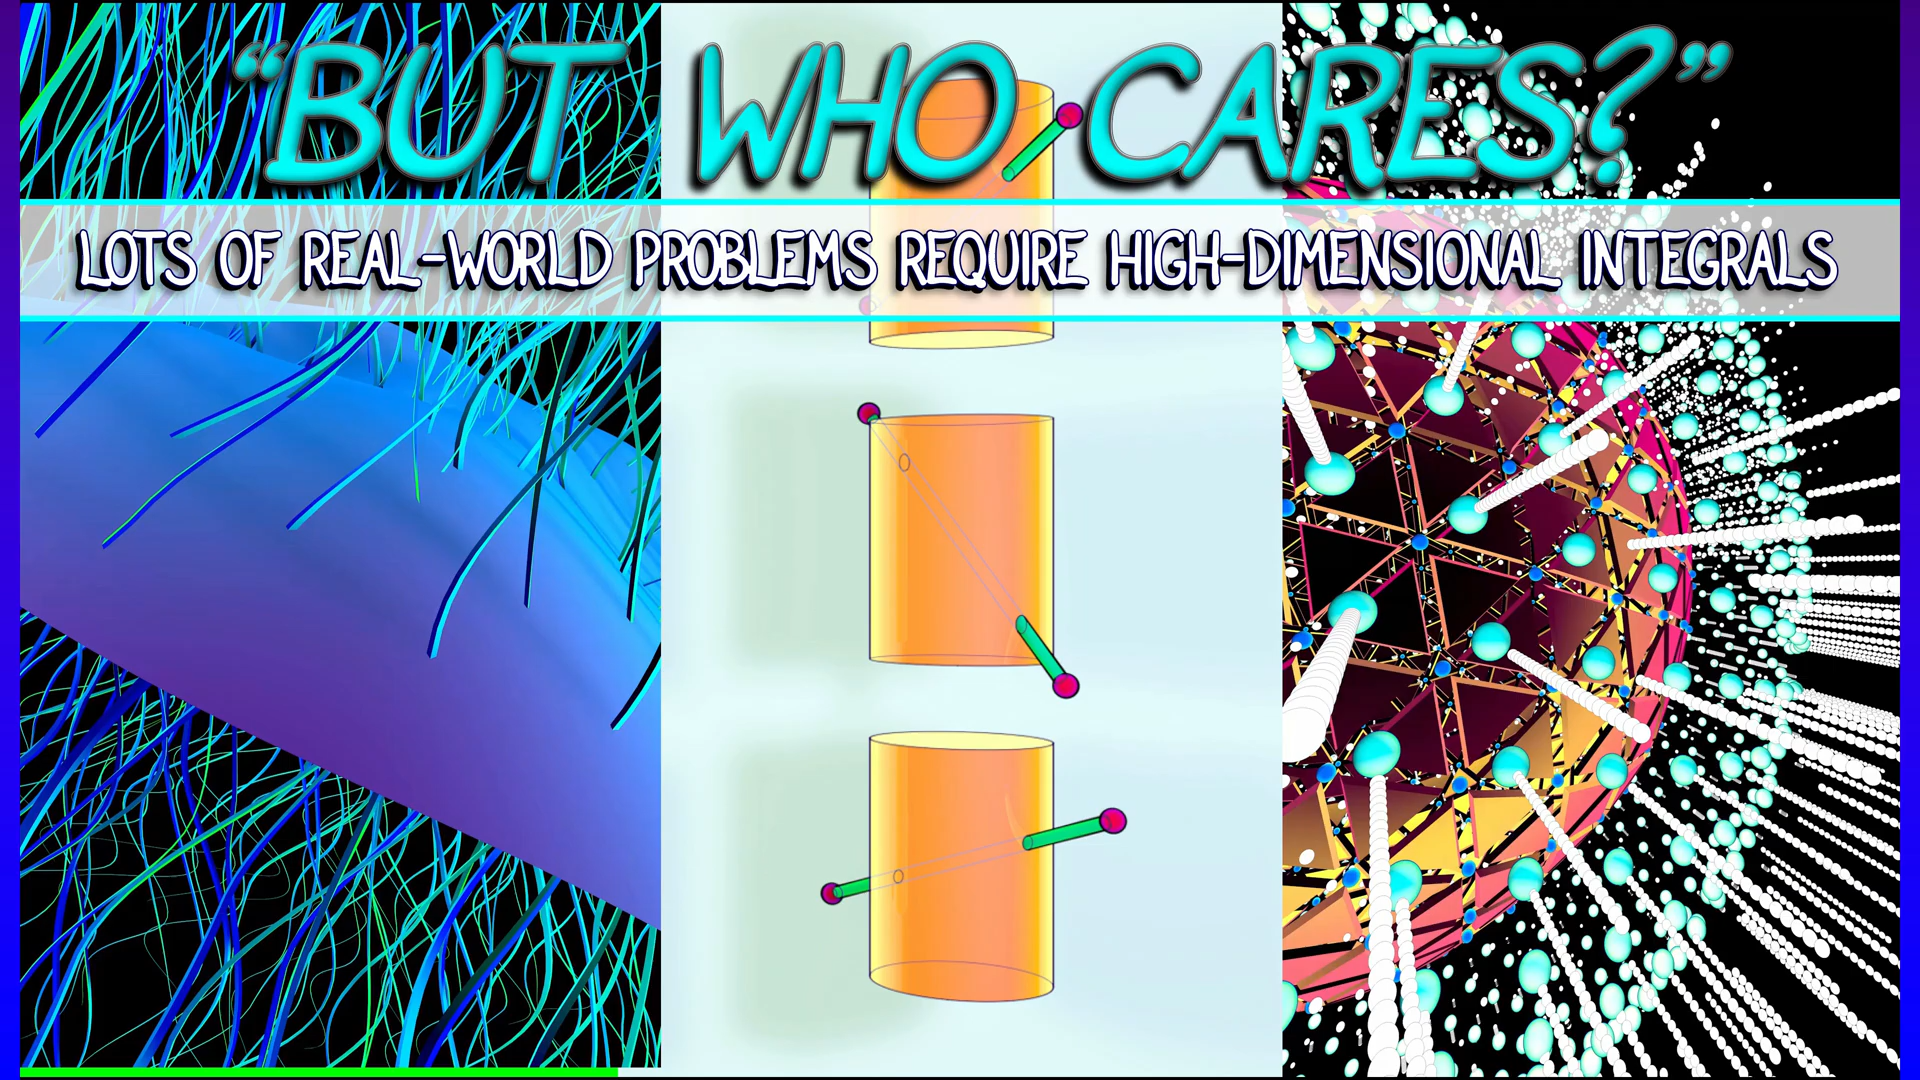 “BUT WHO CARES?”
LOTS OF REAL-WORLD PROBLEMS REQUIRE HIGH-DIMENSIONAL INTEGRALS